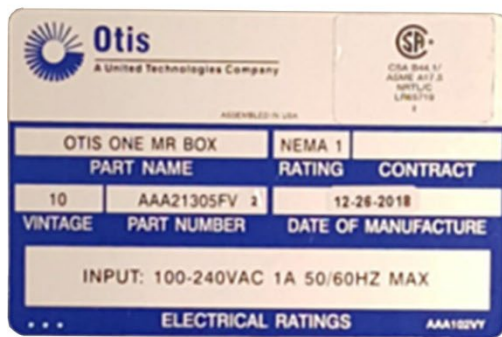 Otis
A United Technologies Company
ASSEMBLED IN USA
CSA B44.1/
ASME A17.5
NRTL/C
OTIS ONE MR BOX
NEMA 1
PART NAME
RATING
CONTRACT
10
AAA21305FV 2
12-26-2018
VINTAGE
PART NUMBER
DATE OF MANUFACTURE
INPUT: 100-240VAC 1A 50/60HZ MAX
ELECTRICAL RATINGS
AAA102VY